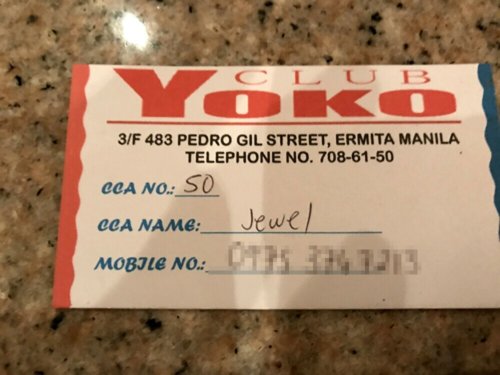 CLUB
YOKO
3/F 483 PEDRO GIL STREET, ERMITA MANILA
TELEPHONE NO. 708-61-50
CCA NO.: 50
CCA NAME: Jewel
MOBILE NO.: